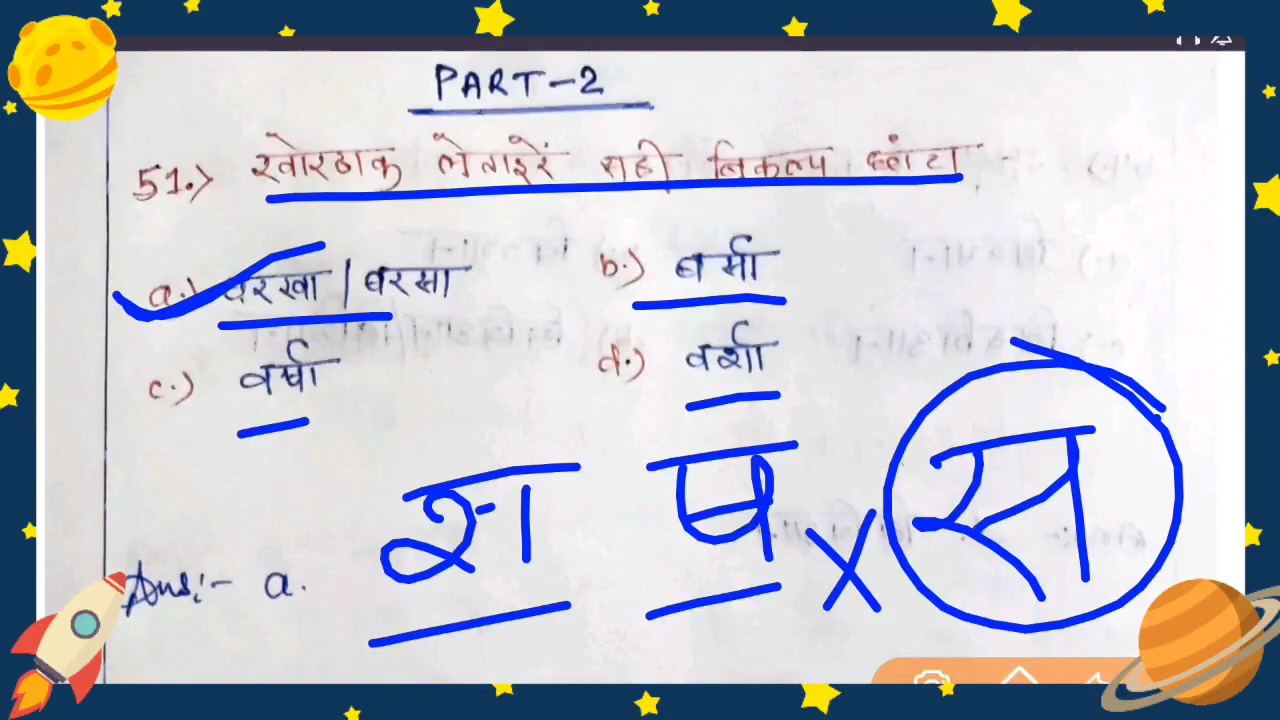 PART-2
51.) खोरठाक लेताइरें सही बिकल्प छांटा
a.) बरखा / बरसा
b.) बर्सा
c.) वर्षा
d.) वर्शा
श ष x स
Ans:- a.